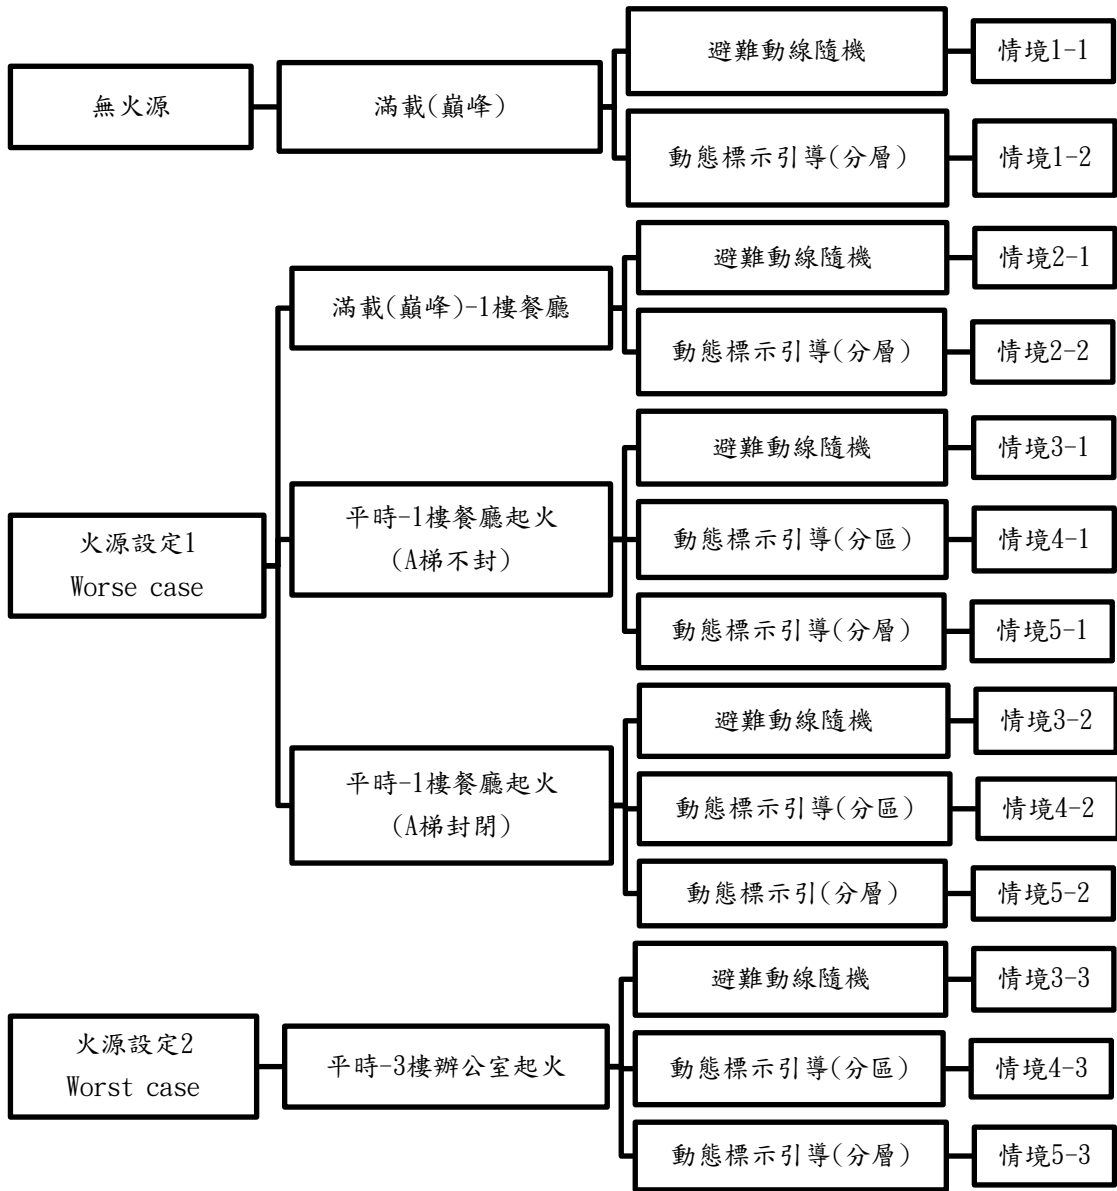 無火源
滿載(巔峰)
避難動線隨機
情境1-1
動態標示引導(分層)
情境1-2
火源設定1
Worse case
滿載(巔峰)-1樓餐廳
避難動線隨機
情境2-1
動態標示引導(分層)
情境2-2
平時-1樓餐廳起火
(A梯不封)
避難動線隨機
情境3-1
動態標示引導(分區)
情境4-1
動態標示引導(分層)
情境5-1
平時-1樓餐廳起火
(A梯封閉)
避難動線隨機
情境3-2
動態標示引導(分區)
情境4-2
動態標示引(分層)
情境5-2
火源設定2
Worst case
平時-3樓辦公室起火
避難動線隨機
情境3-3
動態標示引導(分區)
情境4-3
動態標示引導(分層)
情境5-3